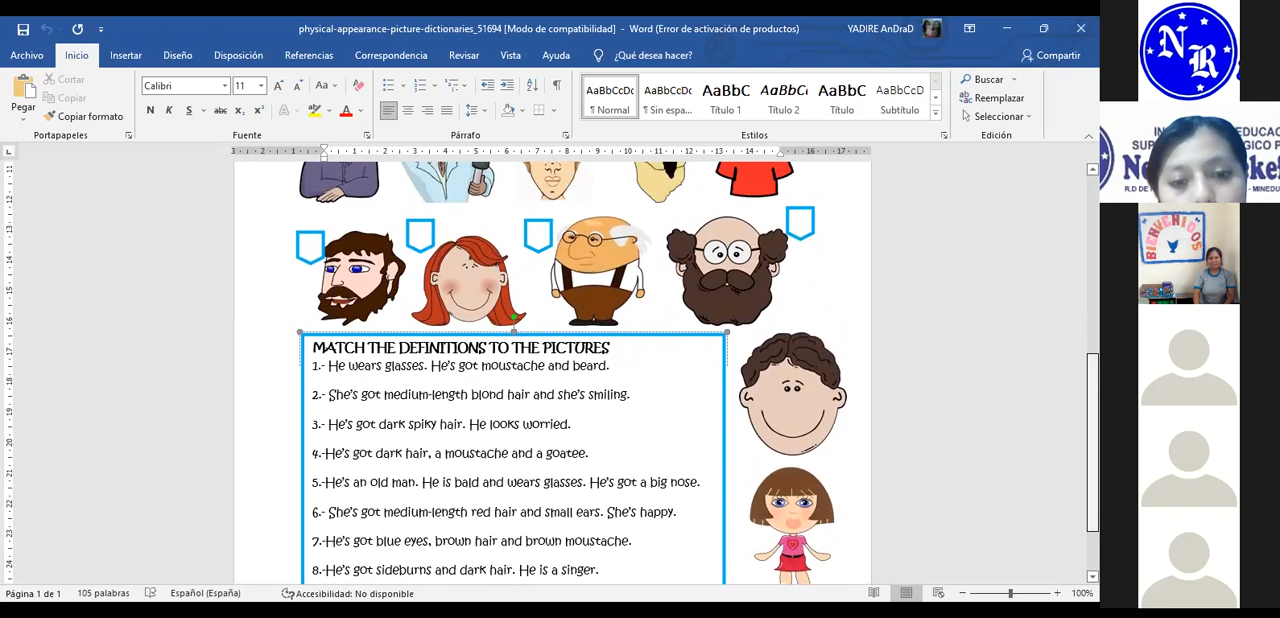 physical-appearance-picture-dictionaries_51694 [Modo de compatibilidad] - Word (Error de activación de productos)
YADIRE AnDraD
Archivo Inicio Insertar Diseño Disposición Referencias Correspondencia Revisar Vista Ayuda ¿Qué desea hacer? Compartir
Pegar
Cortar
Copiar
Copiar formato
Portapapeles
Calibri 11
N K S abc x₂ x²
Fuente
Párrafo
AaBbCcDc AaBbCcDc AaBbC AaBbCc AaBbC AaBbCcD
¶ Normal ¶ Sin espa... Título 1 Título 2 Título Subtítulo
Estilos
Buscar
Reemplazar
Seleccionar
Edición
MATCH THE DEFINITIONS TO THE PICTURES
1.- He wears glasses. He's got moustache and beard.
2.- She's got medium-length blond hair and she's smiling.
3.- He's got dark spiky hair. He looks worried.
4.-He's got dark hair, a moustache and a goatee.
5.-He's an old man. He is bald and wears glasses. He's got a big nose.
6.- She's got medium-length red hair and small ears. She's happy.
7.-He's got blue eyes, brown hair and brown moustache.
8.-He's got sideburns and dark hair. He is a singer.
Página 1 de 1 105 palabras Español (España) Accesibilidad: No disponible 100%
NR
BIENVENIDOS